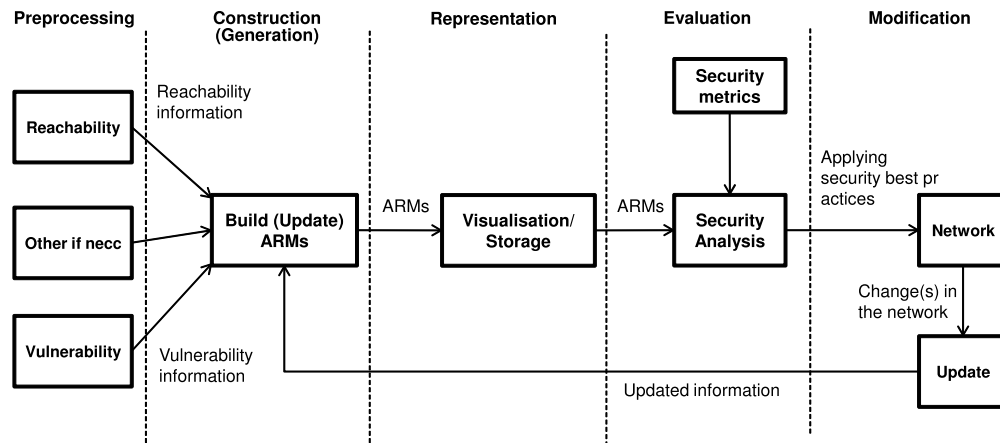 Preprocessing
Construction
(Generation)
Representation
Evaluation
Modification
Reachability
information
Security
metrics
Reachability
Applying
security best pr
actices
Other if necc
Build (Update)
ARMs
ARMs
Visualisation/
Storage
ARMs
Security
Analysis
Network
Change(s) in
the network
Vulnerability
Vulnerability
information
Updated information
Update